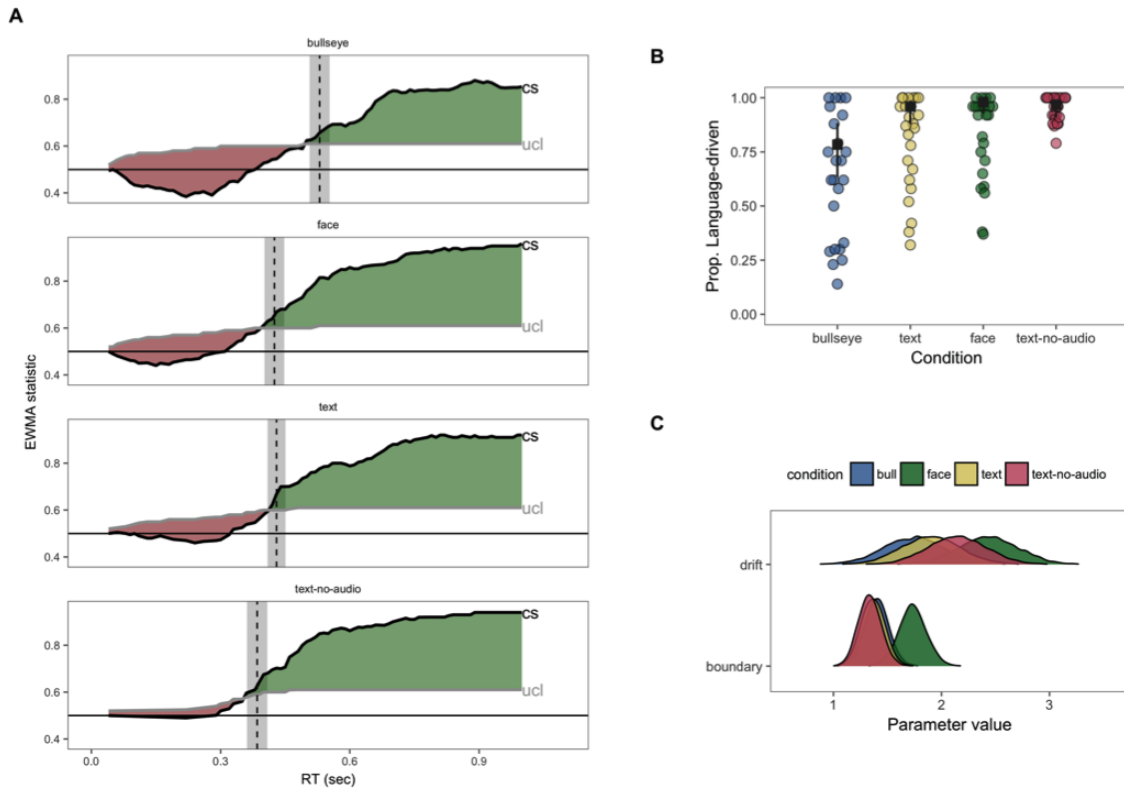 A
bullseye
0.8
0.6
0.4
cs
ucl
face
0.8
0.6
0.4
cs
ucl
text
0.8
0.6
0.4
cs
ucl
text-no-audio
0.8
0.6
0.4
cs
ucl
0.0 0.3 0.6 0.9
RT (sec)
EWMA statistic
B
1.00
0.75
0.50
0.25
0.00
Prop. Language-driven
bullseye text face text-no-audio
Condition
C
condition bull face text text-no-audio
drift
boundary
1 2 3
Parameter value